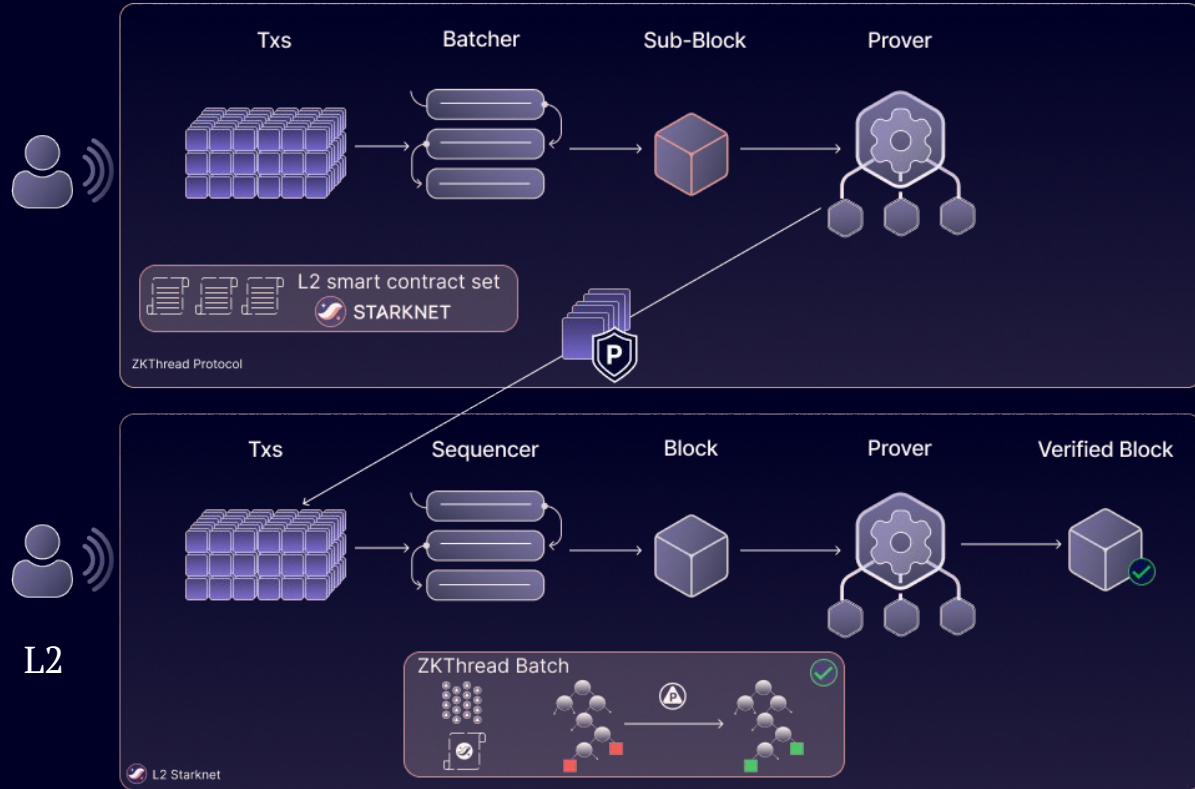 Txs
Batcher
Sub-Block
Prover
L2 smart contract set
STARKNET
P
ZKThread Protocol
Txs
Sequencer
Block
Prover
Verified Block
L2
ZKThread Batch
P
L2 Starknet